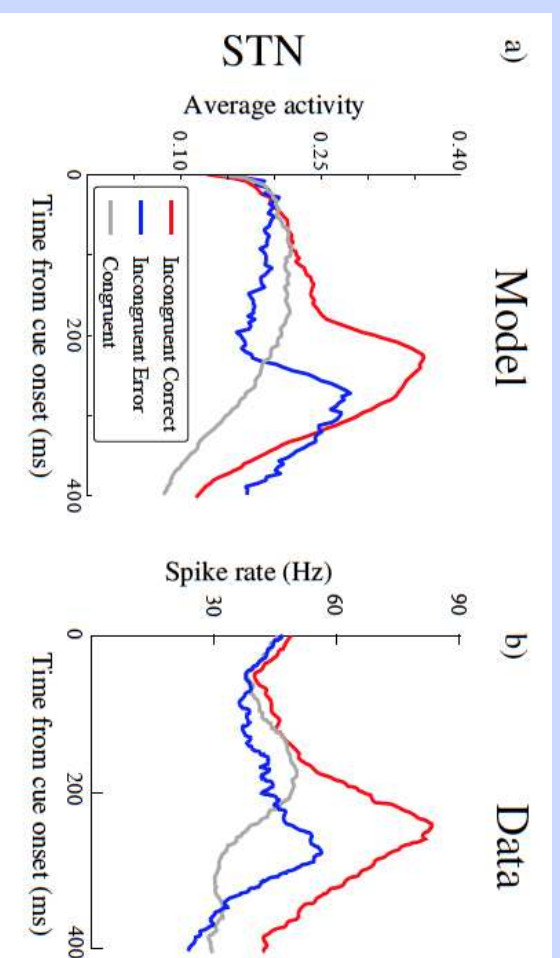 a)
Model
STN
Average activity
0.40
0.25
0.10
0
200
400
Incongruent Correct
Incongruent Error
Congruent
Time from cue onset (ms)
b)
Data
Spike rate (Hz)
90
60
30
0
200
400
Time from cue onset (ms)